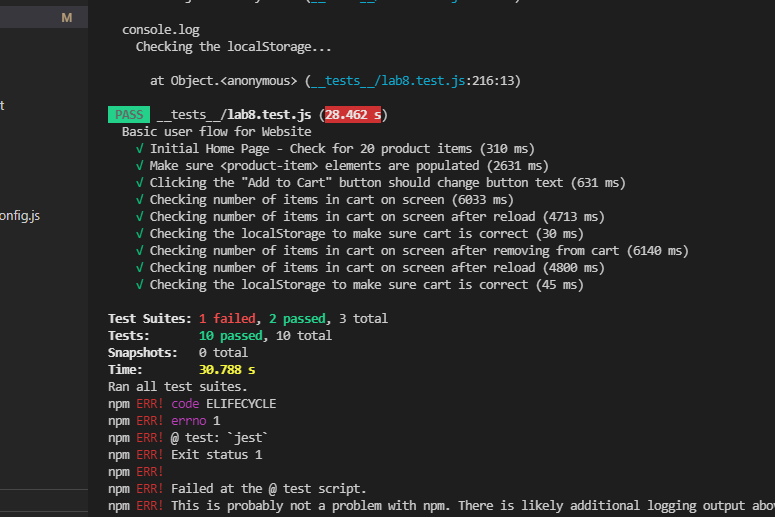 M
(__tests__/lab8.test.js
console.log
Checking the localStorage...
at Object.<anonymous> (__tests__/lab8.test.js:216:13)
PASS __tests__/lab8.test.js (28.462 s)
Basic user flow for Website
√ Initial Home Page - Check for 20 product items (310 ms)
√ Make sure <product-item> elements are populated (2631 ms)
√ Clicking the "Add to Cart" button should change button text (631 ms)
√ Checking number of items in cart on screen (6033 ms)
√ Checking number of items in cart on screen after reload (4713 ms)
√ Checking the localStorage to make sure cart is correct (30 ms)
√ Checking number of items in cart on screen after removing from cart (6140 ms)
√ Checking number of items in cart on screen after reload (4800 ms)
√ Checking the localStorage to make sure cart is correct (45 ms)
t
onfig.js
Test Suites: 1 failed, 2 passed, 3 total
Tests: 10 passed, 10 total
Snapshots: 0 total
Time: 30.788 s
Ran all test suites.
npm ERR! code ELIFECYCLE
npm ERR! errno 1
npm ERR! @ test: `jest`
npm ERR! Exit status 1
npm ERR!
npm ERR! Failed at the @ test script.
npm ERR! This is probably not a problem with npm. There is likely additional logging output abov